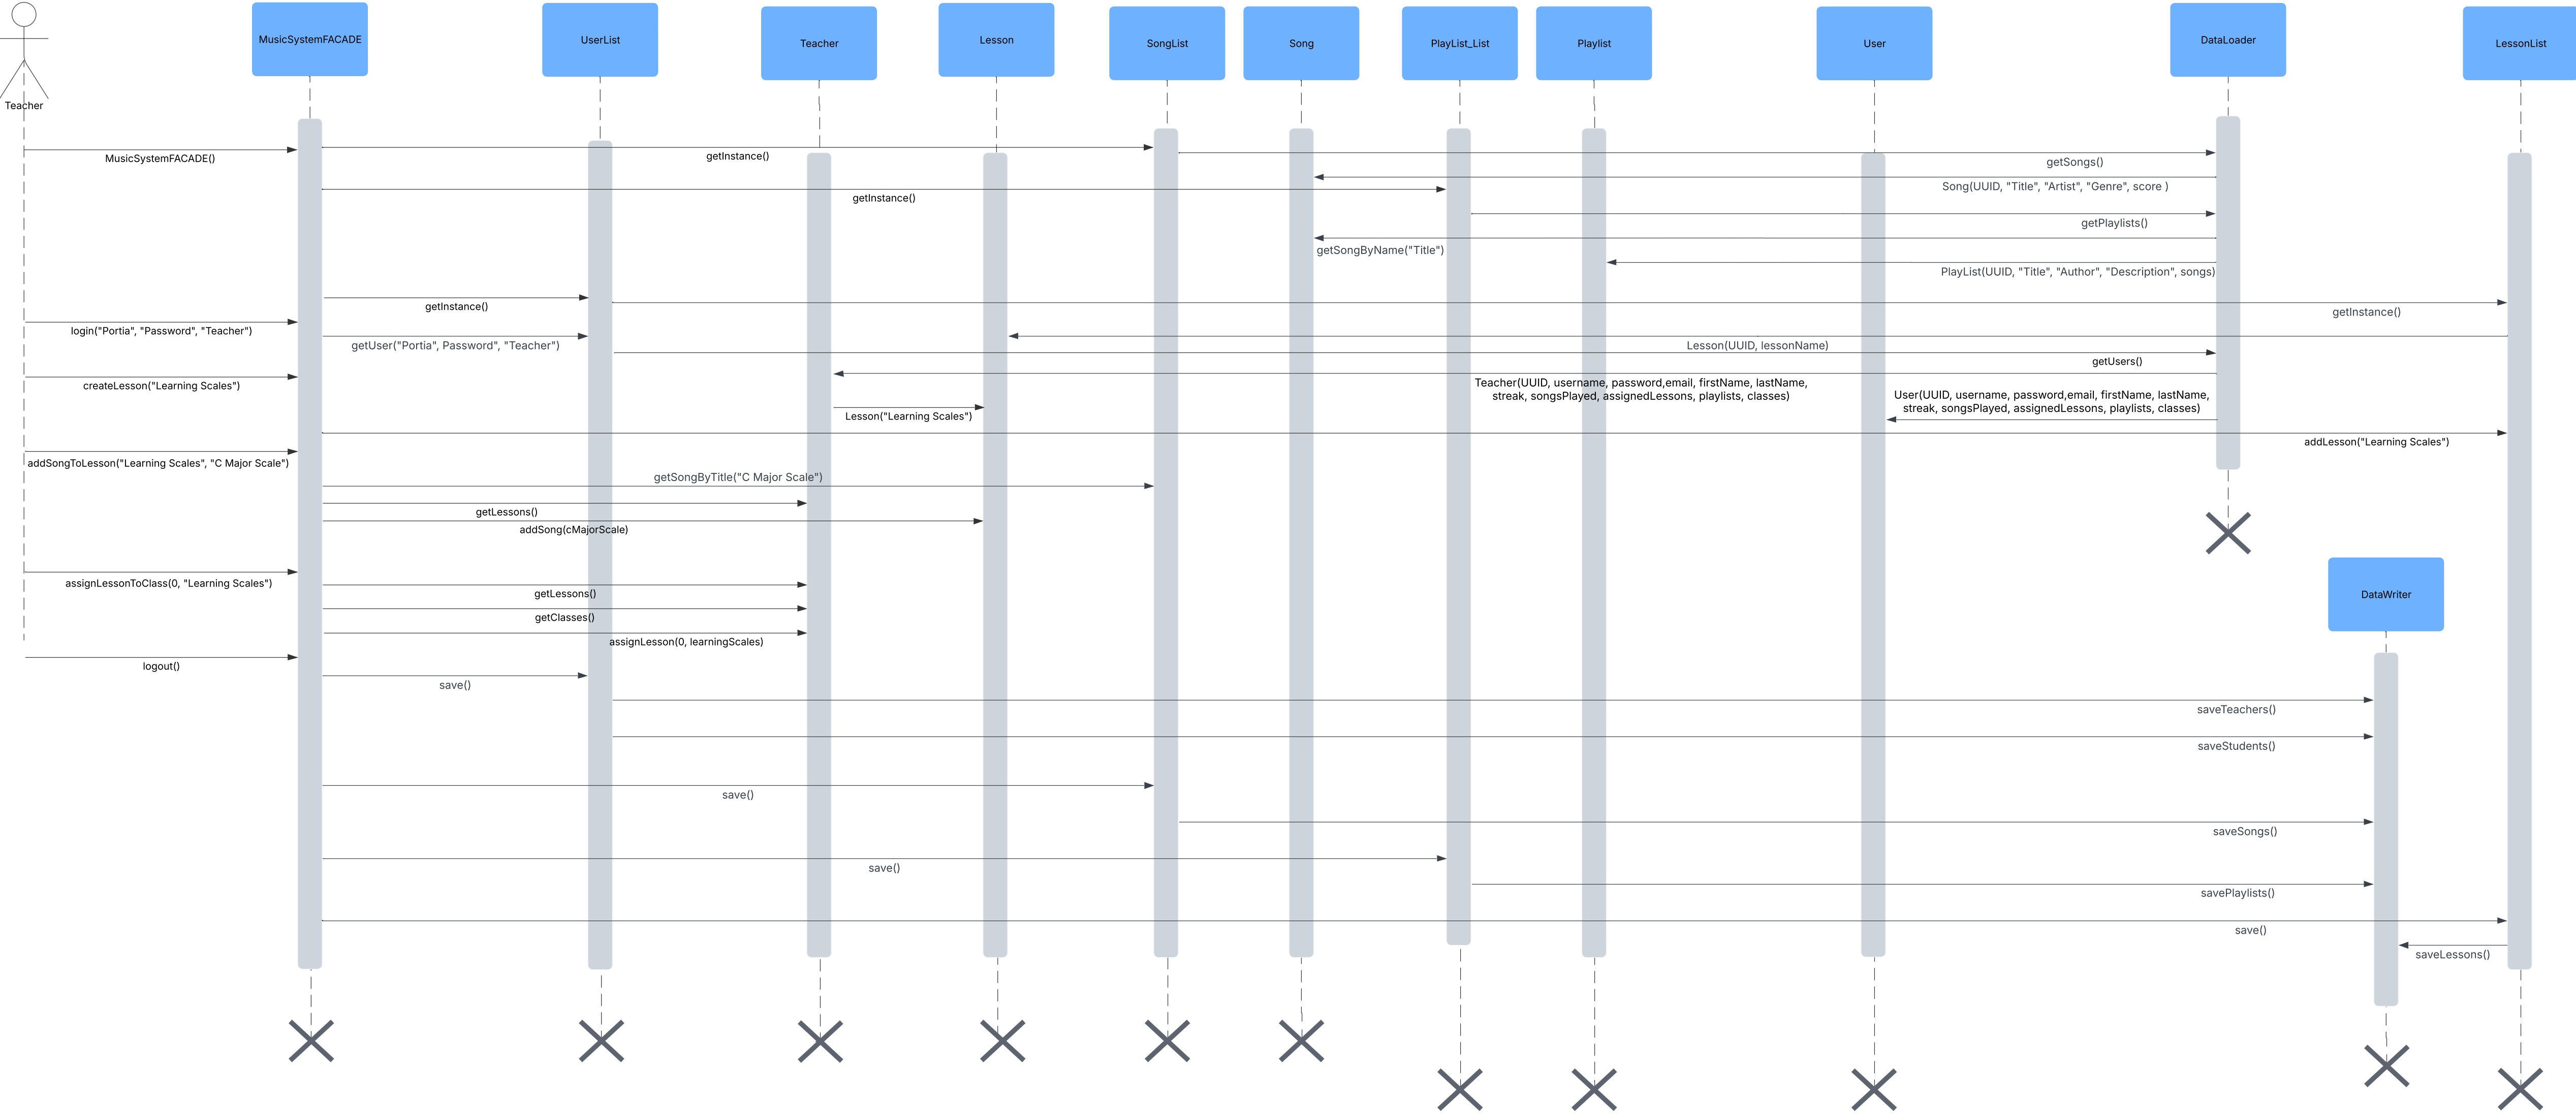 MusicSystemFACADE
UserList
Teacher
Lesson
SongList
Song
PlayList_List
Playlist
User
DataLoader
LessonList
Teacher
MusicSystemFACADE()
getInstance()
getSongs()
Song(UUID, "Title", "Artist", "Genre", score )
getInstance()
getPlaylists()
getSongByName("Title")
PlayList(UUID, "Title", "Author", "Description", songs)
getInstance()
getInstance()
login("Portia", "Password", "Teacher")
getUser("Portia", Password", "Teacher")
Lesson(UUID, lessonName)
getUsers()
createLesson("Learning Scales")
Teacher(UUID, username, password,email, firstName, lastName,
streak, songsPlayed, assignedLessons, playlists, classes)
User(UUID, username, password,email, firstName, lastName,
streak, songsPlayed, assignedLessons, playlists, classes)
Lesson("Learning Scales")
addLesson("Learning Scales")
addSongToLesson("Learning Scales", "C Major Scale")
getSongByTitle("C Major Scale")
getLessons()
addSong(cMajorScale)
assignLessonToClass(0, "Learning Scales")
getLessons()
DataWriter
getClasses()
assignLesson(0, learningScales)
logout()
save()
saveTeachers()
saveStudents()
save()
saveSongs()
save()
savePlaylists()
save()
saveLessons()